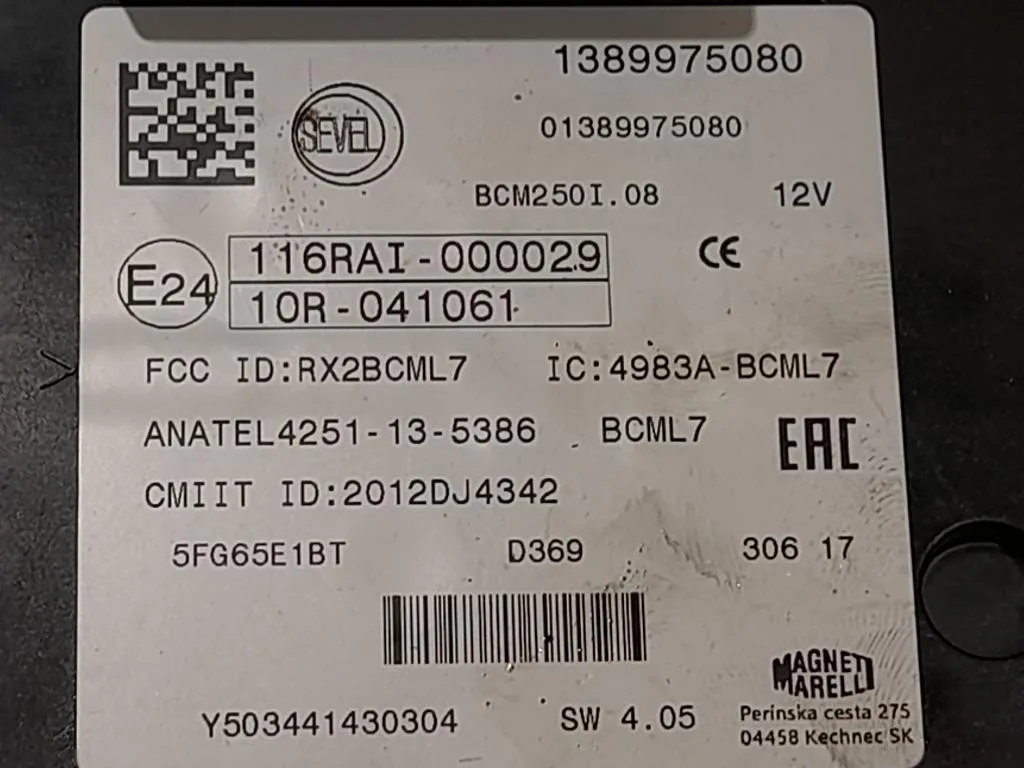 1389975080
SEVEL
01389975080
BCM250I.08 12V
E24 116RAI-000029 CE
10R-041061
FCC ID:RX2BCML7 IC:4983A-BCML7
ANATEL4251-13-5386 BCML7 EAC
CMIIT ID:2012DJ4342
5FG65E1BT D369 306 17
MAGNETI
MARELLI
Y503441430304 SW 4.05 Perinska cesta 275
04458 Kechnec SK